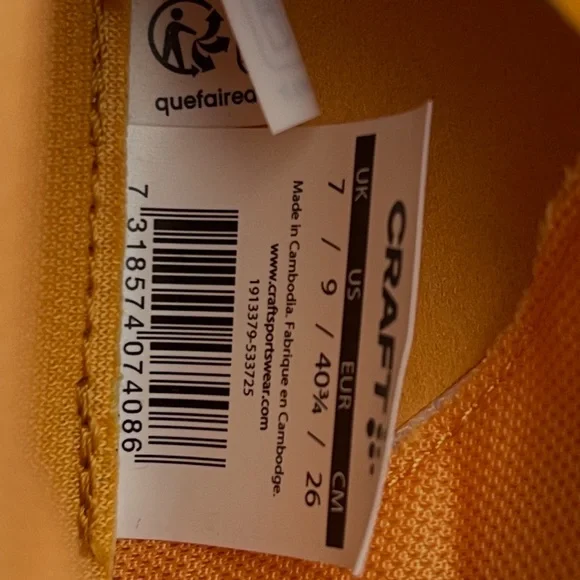 CRAFT
UK US EUR CM
7 / 9 / 40¾ / 26
Made in Cambodia. Fabriqué en Cambodge.
www.craftsportswear.com
1913379-533725
7 318574 074086